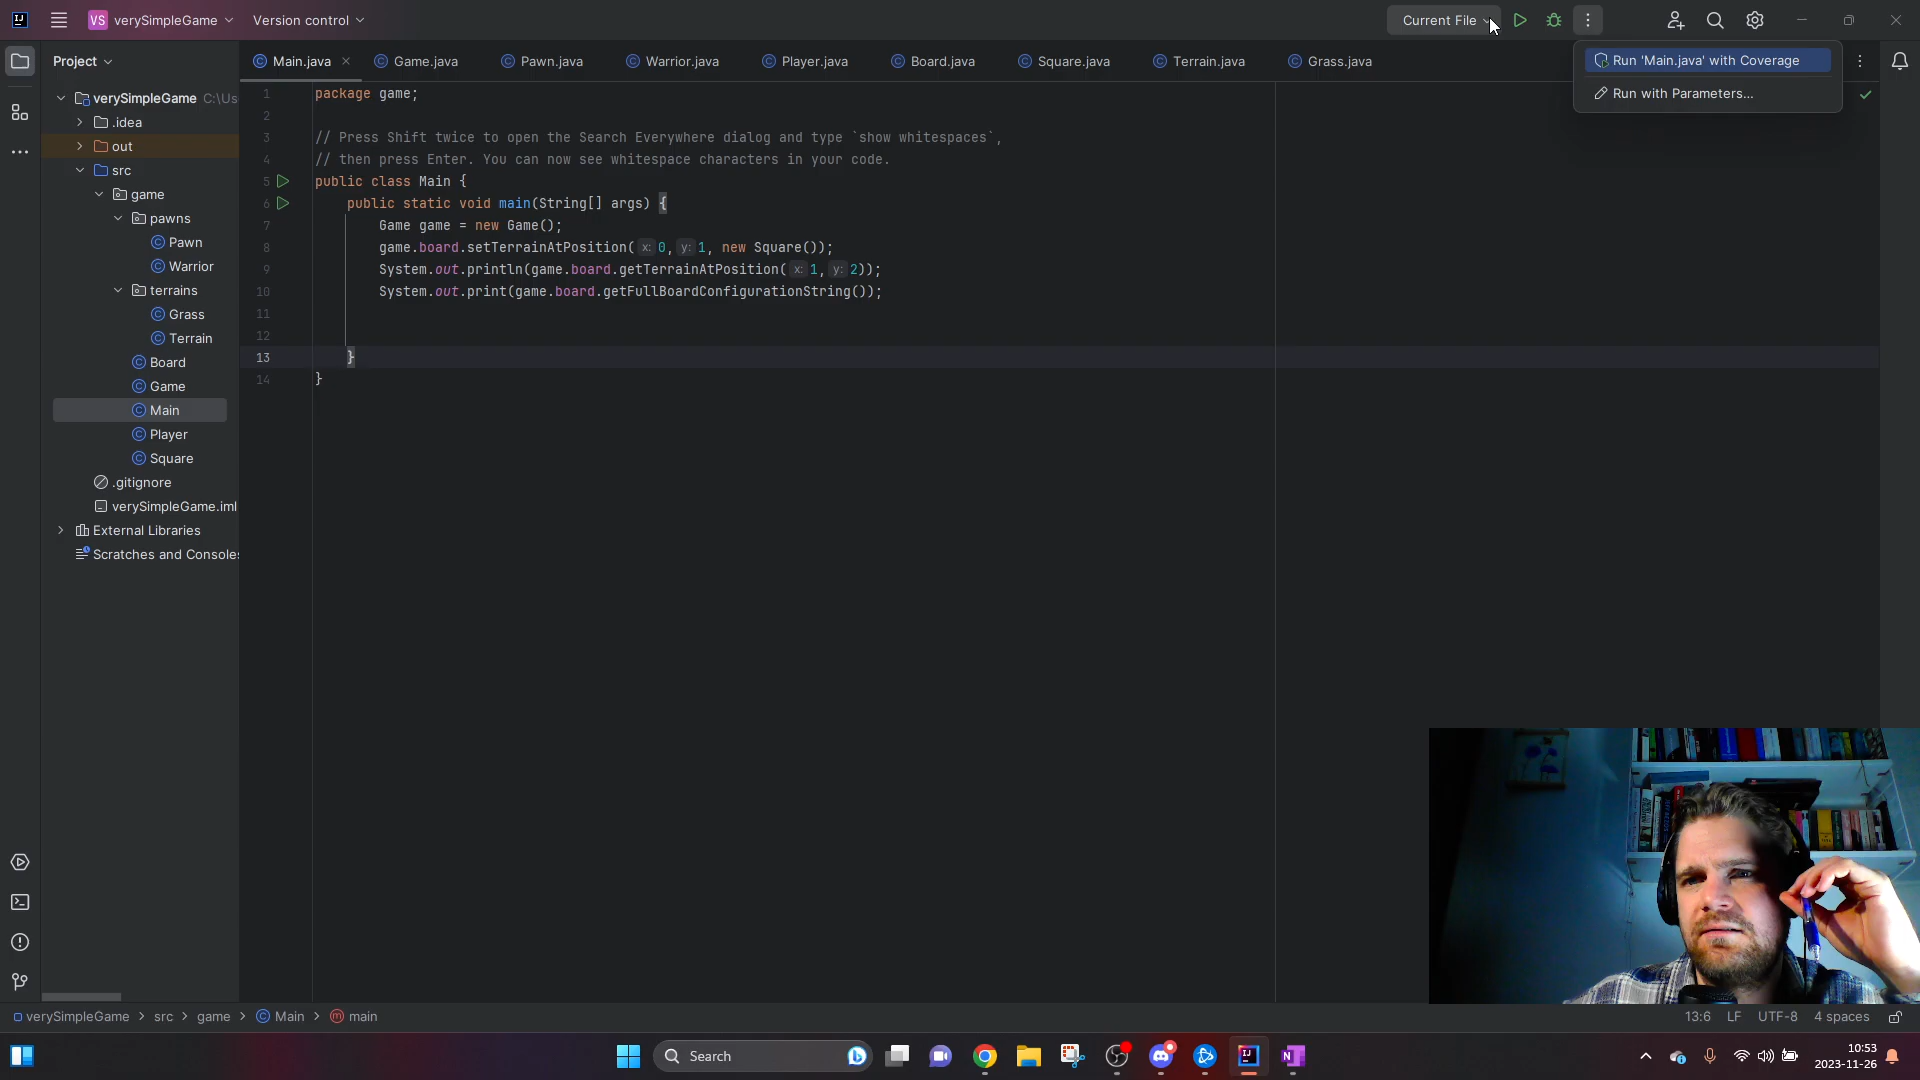 VS verySimpleGame Version control Current File
Project
Main.java Game.java Pawn.java Warrior.java Player.java Board.java Square.java Terrain.java Grass.java
Run 'Main.java' with Coverage
Run with Parameters...
verySimpleGame C:\Us
.idea
out
src
game
pawns
Pawn
Warrior
terrains
Grass
Terrain
Board
Game
Main
Player
Square
.gitignore
verySimpleGame.iml
External Libraries
Scratches and Consoles
1 package game;
2
3 // Press Shift twice to open the Search Everywhere dialog and type `show whitespaces`,
4 // then press Enter. You can now see whitespace characters in your code.
5 public class Main {
6 public static void main(String[] args) {
7 Game game = new Game();
8 game.board.setTerrainAtPosition( x: 0, y: 1, new Square());
9 System.out.println(game.board.getTerrainAtPosition( x: 1, y: 2));
10 System.out.print(game.board.getFullBoardConfigurationString());
11
12
13 }
14 }
verySimpleGame > src > game > Main > main
13:6 LF UTF-8 4 spaces
Search
10:53
2023-11-26